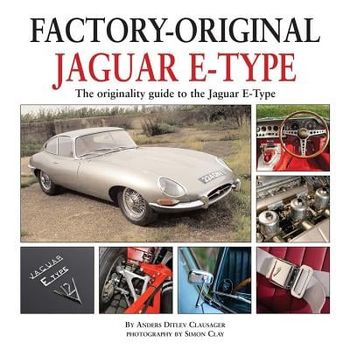 FACTORY-ORIGINAL
JAGUAR E-TYPE
The originality guide to the Jaguar E-Type
JAGUAR
E-TYPE
V12
BY ANDERS DITLEV CLAUSAGER
PHOTOGRAPHY BY SIMON CLAY